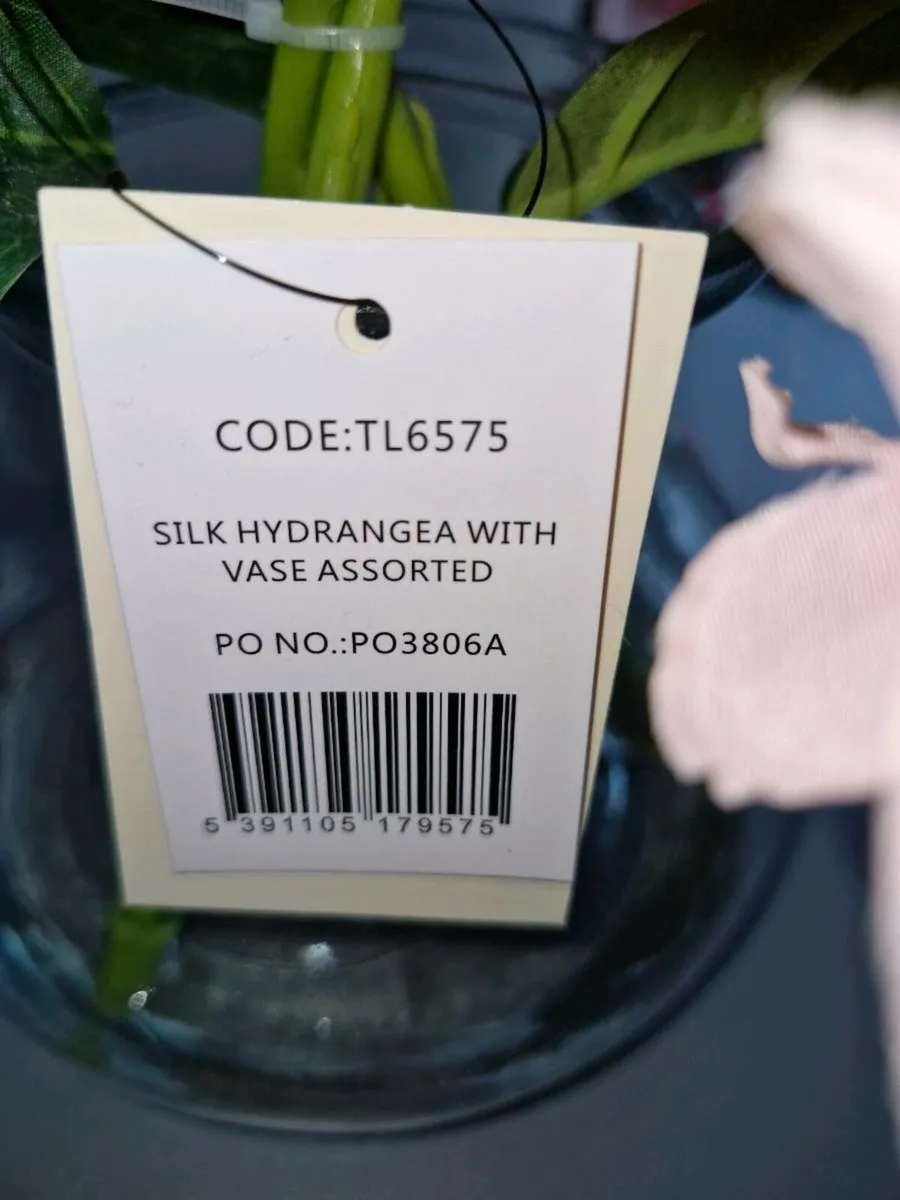 CODE:TL6575
SILK HYDRANGEA WITH
VASE ASSORTED
PO NO.:PO3806A
5 391105 179575